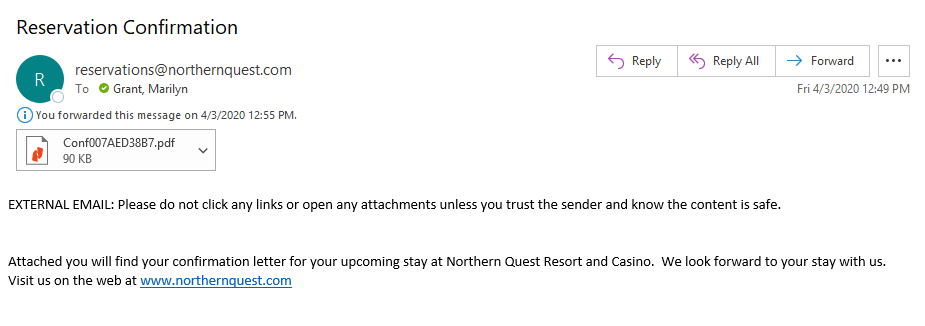 Reservation Confirmation
R
reservations@northernquest.com
To Grant, Marilyn
Reply
Reply All
Forward
...
Fri 4/3/2020 12:49 PM
You forwarded this message on 4/3/2020 12:55 PM.
Conf007AED38B7.pdf
90 KB
EXTERNAL EMAIL: Please do not click any links or open any attachments unless you trust the sender and know the content is safe.
Attached you will find your confirmation letter for your upcoming stay at Northern Quest Resort and Casino.  We look forward to your stay with us.
Visit us on the web at www.northernquest.com